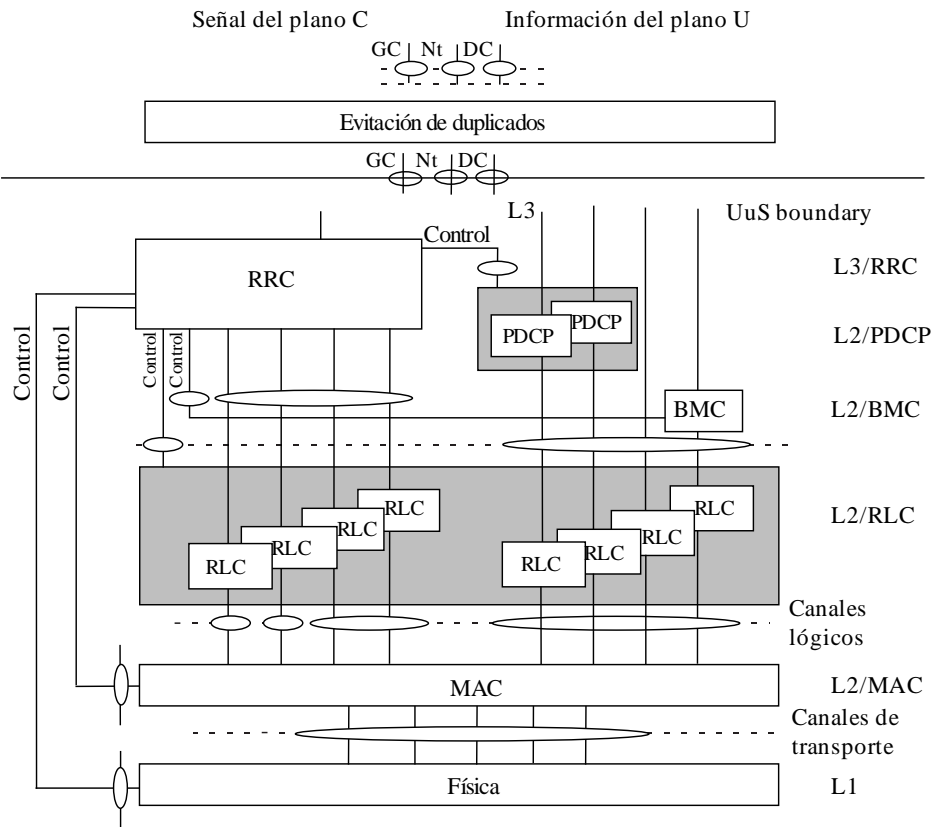 Señal del plano C
Información del plano U
GC Nt DC
Evitación de duplicados
GC Nt DC
L3
UuS boundary
Control
RRC
L3/RRC
PDCP
PDCP
L2/PDCP
Control
Control
Control
Control
BMC
L2/BMC
RLC
RLC
RLC
RLC
RLC
RLC
RLC
RLC
L2/RLC
Canales
lógicos
MAC
L2/MAC
Canales de
transporte
Física
L1